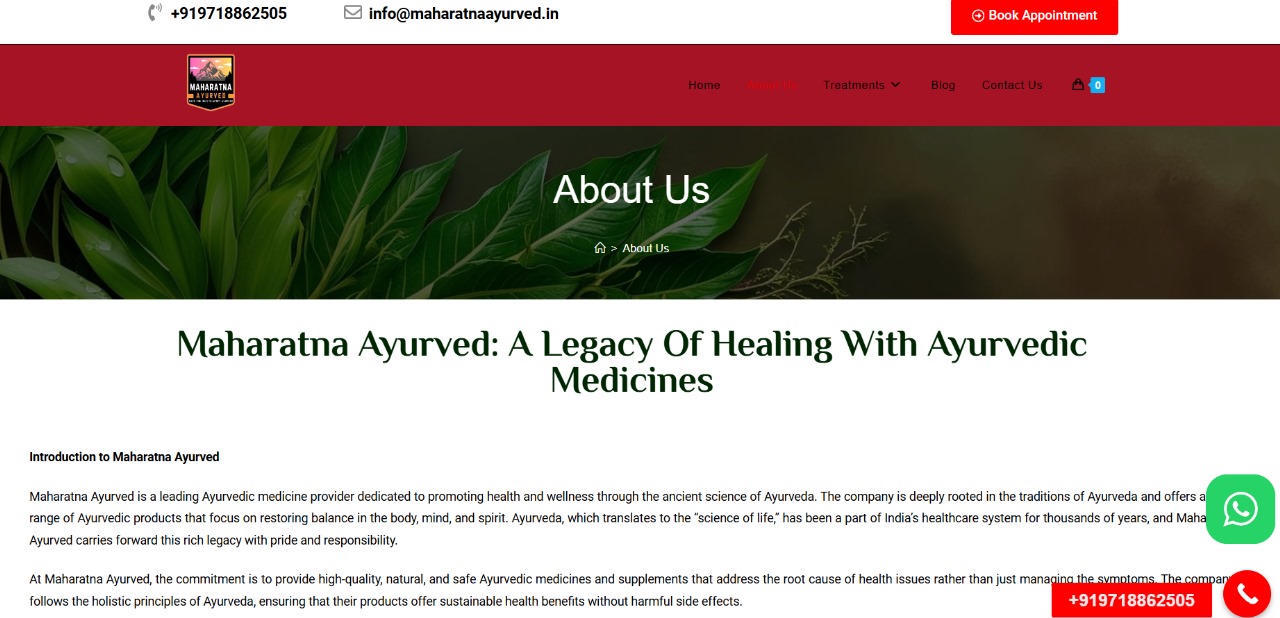 +919718862505
info@maharatnaayurved.in
Book Appointment
MAHARATNA
AYURVED
Home
About Us
Treatments
Blog
Contact Us
0
About Us
> About Us
Maharatna Ayurved: A Legacy Of Healing With Ayurvedic
Medicines
Introduction to Maharatna Ayurved
Maharatna Ayurved is a leading Ayurvedic medicine provider dedicated to promoting health and wellness through the ancient science of Ayurveda. The company is deeply rooted in the traditions of Ayurveda and offers a
range of Ayurvedic products that focus on restoring balance in the body, mind, and spirit. Ayurveda, which translates to the “science of life,” has been a part of India’s healthcare system for thousands of years, and Maha
Ayurved carries forward this rich legacy with pride and responsibility.
At Maharatna Ayurved, the commitment is to provide high-quality, natural, and safe Ayurvedic medicines and supplements that address the root cause of health issues rather than just managing the symptoms. The compan
follows the holistic principles of Ayurveda, ensuring that their products offer sustainable health benefits without harmful side effects.
+919718862505